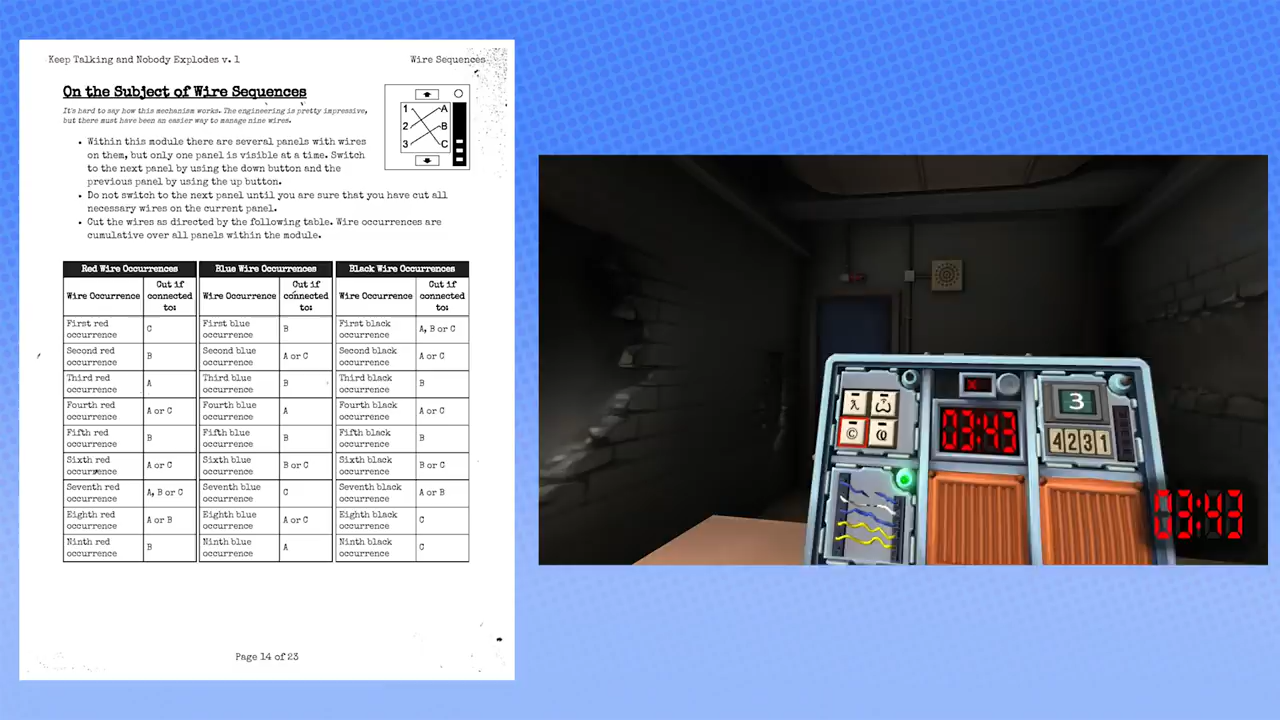 Keep Talking and Nobody Explodes v. 1
Wire Sequences
On the Subject of Wire Sequences
It's hard to say how this mechanism works. The engineering is pretty impressive,
but there must have been an easier way to manage nine wires.
1 A
2 B
3 C
• Within this module there are several panels with wires
on them, but only one panel is visible at a time. Switch
to the next panel by using the down button and the
previous panel by using the up button.
• Do not switch to the next panel until you are sure that you have cut all
necessary wires on the current panel.
• Cut the wires as directed by the following table. Wire occurrences are
cumulative over all panels within the module.
Red Wire Occurrences
Wire Occurrence Cut if connected to:
First red occurrence C
Second red occurrence B
Third red occurrence A
Fourth red occurrence A or C
Fifth red occurrence B
Sixth red occurrence A or C
Seventh red occurrence A, B or C
Eighth red occurrence A or B
Ninth red occurrence B
Blue Wire Occurrences
Wire Occurrence Cut if connected to:
First blue occurrence B
Second blue occurrence A or C
Third blue occurrence B
Fourth blue occurrence A
Fifth blue occurrence B
Sixth blue occurrence B or C
Seventh blue occurrence C
Eighth blue occurrence A or C
Ninth blue occurrence A
Black Wire Occurrences
Wire Occurrence Cut if connected to:
First black occurrence A, B or C
Second black occurrence A or C
Third black occurrence B
Fourth black occurrence A or C
Fifth black occurrence B
Sixth black occurrence B or C
Seventh black occurrence A or B
Eighth black occurrence C
Ninth black occurrence C
Page 14 of 23
X
03:43
3
4 2 3 1
03:43